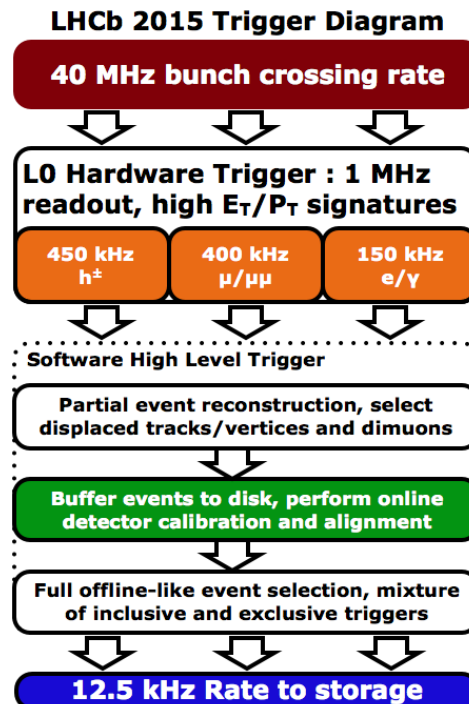 LHCb 2015 Trigger Diagram
40 MHz bunch crossing rate
L0 Hardware Trigger : 1 MHz
readout, high E_T/P_T signatures
450 kHz
h±
400 kHz
μ/μμ
150 kHz
e/γ
Software High Level Trigger
Partial event reconstruction, select
displaced tracks/vertices and dimuons
Buffer events to disk, perform online
detector calibration and alignment
Full offline-like event selection, mixture
of inclusive and exclusive triggers
12.5 kHz Rate to storage